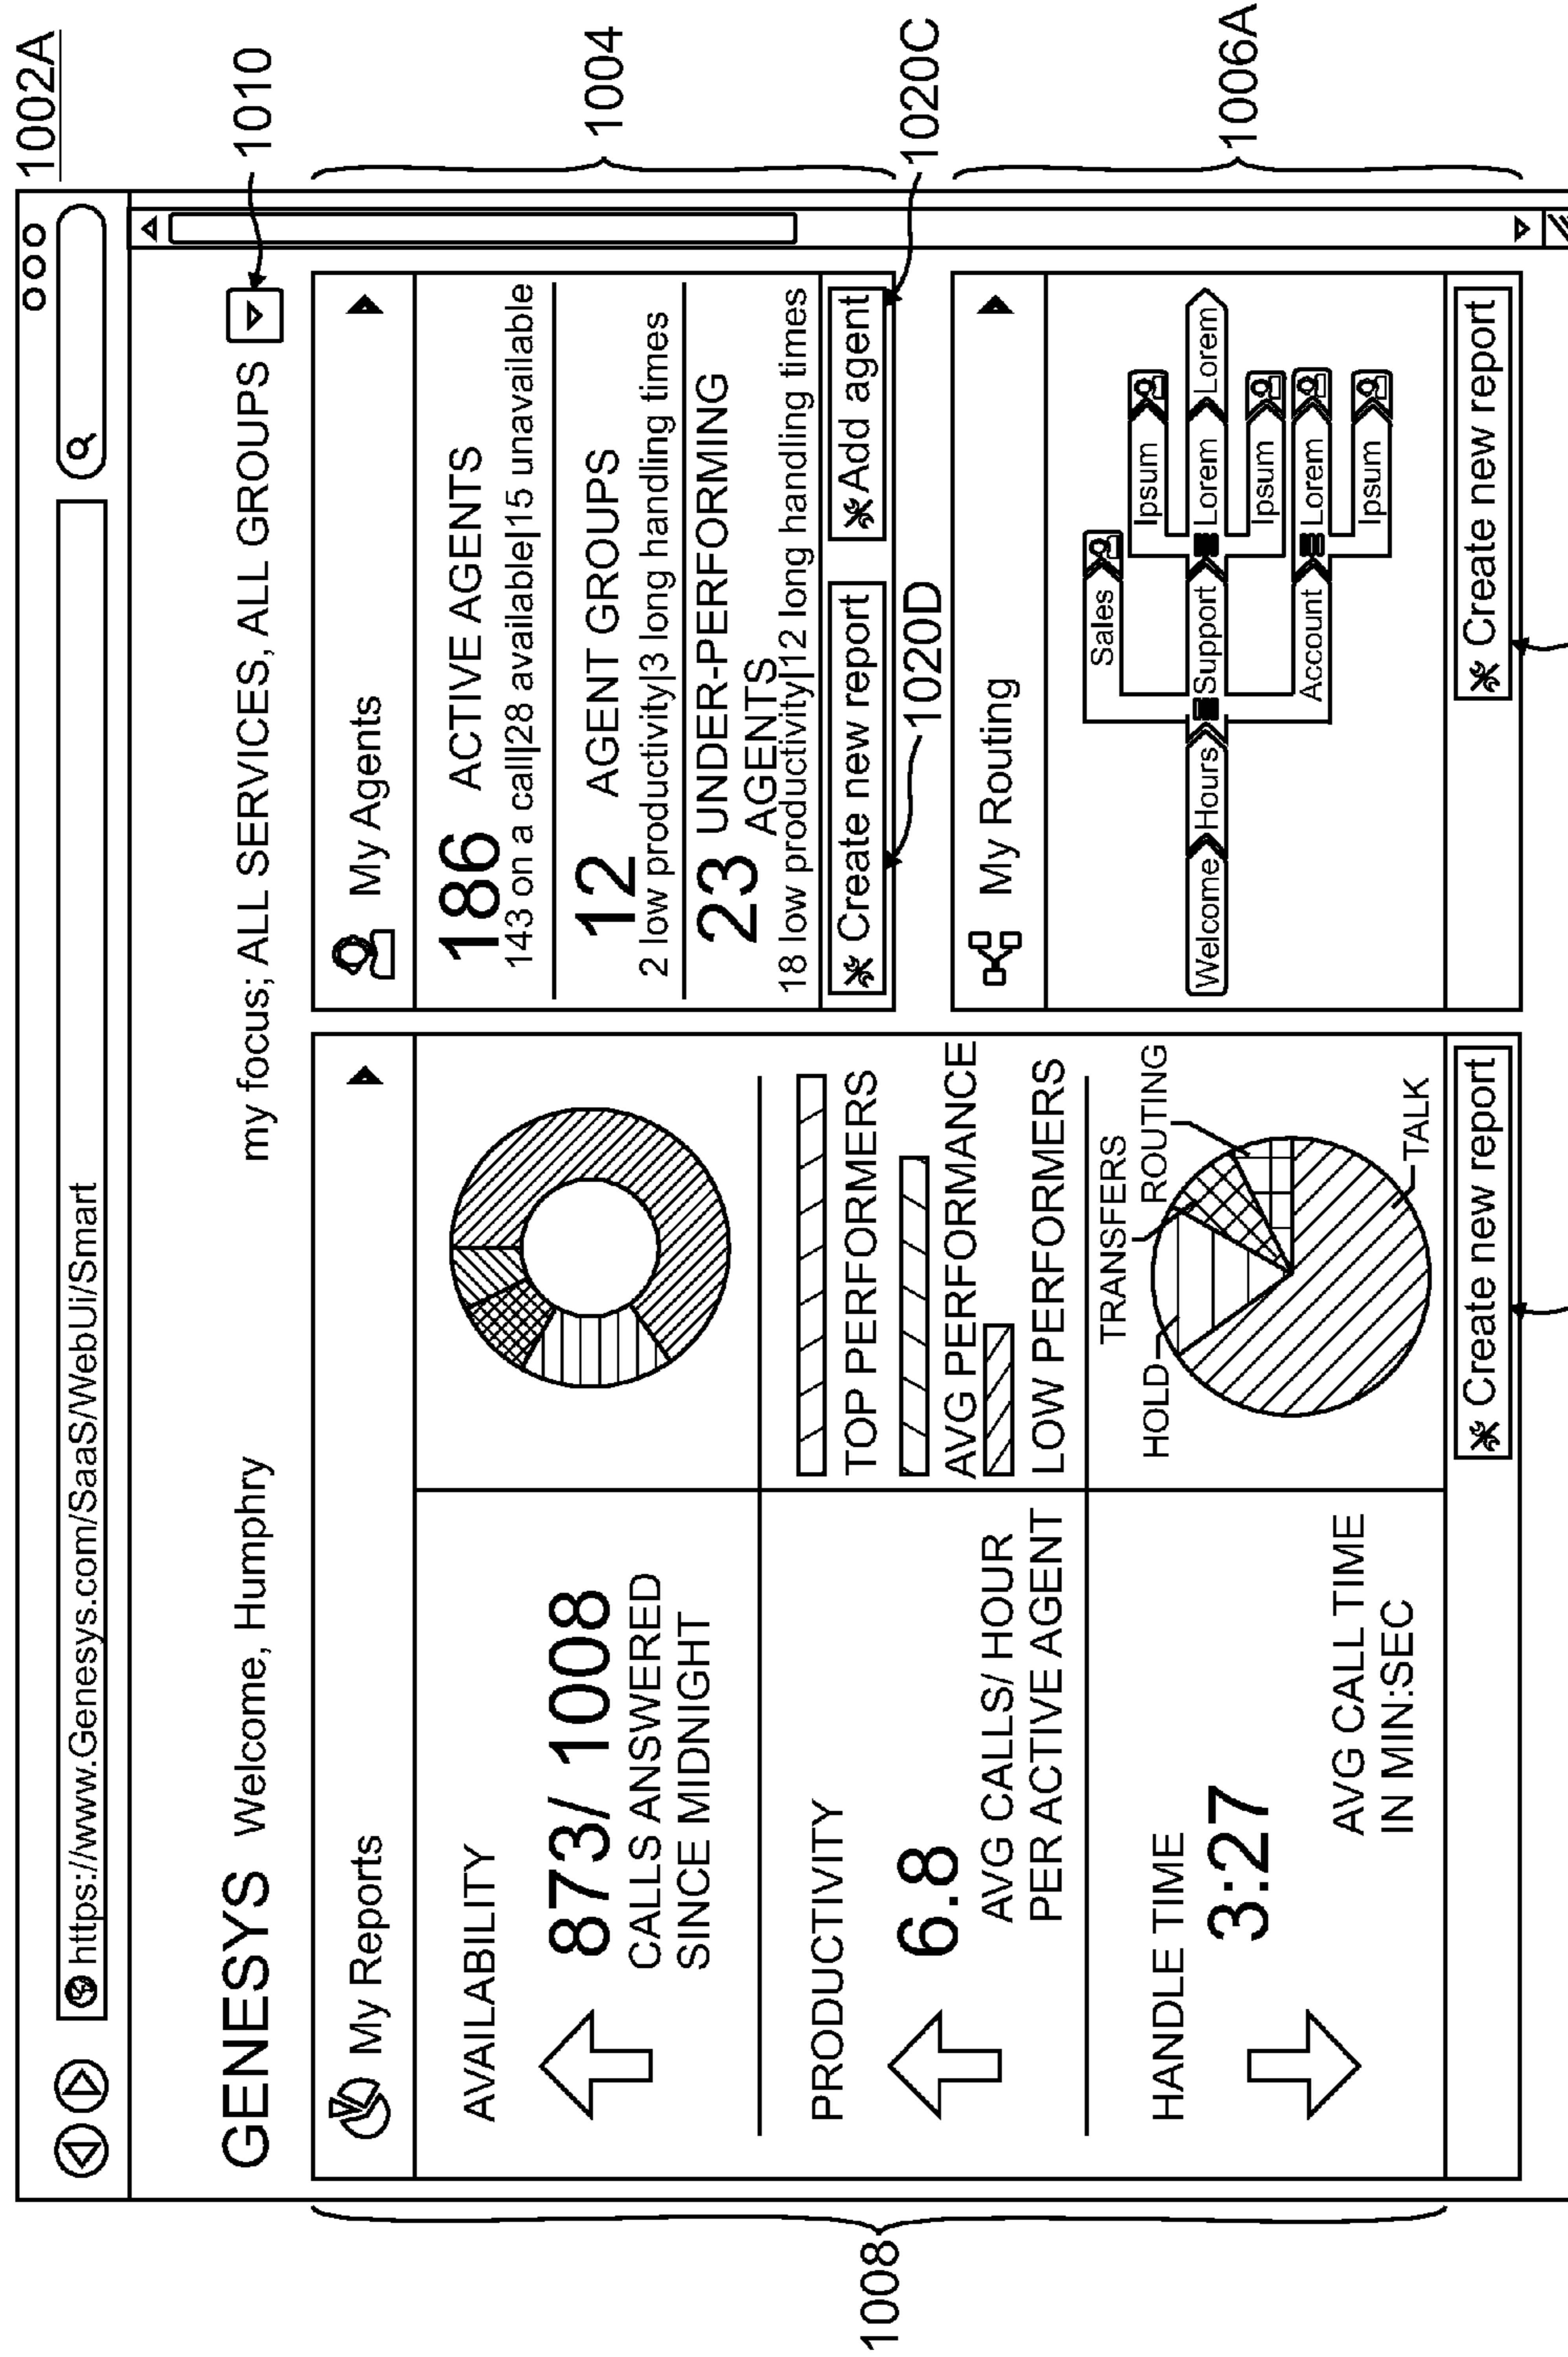 1002A
https://www.Genesys.com/SaaS/WebUi/Smart
GENESYS Welcome, Humphry
my focus; ALL SERVICES, ALL GROUPS
1010
1008
My Reports
AVAILABILITY
873/ 1008
CALLS ANSWERED
SINCE MIDNIGHT
PRODUCTIVITY
6.8
AVG CALLS/ HOUR
PER ACTIVE AGENT
TOP PERFORMERS
AVG PERFORMANCE
LOW PERFORMERS
HANDLE TIME
3:27
AVG CALL TIME
IN MIN:SEC
TRANSFERS
HOLD
ROUTING
TALK
Create new report
My Agents
1004
186 ACTIVE AGENTS
143 on a call|28 available|15 unavailable
12 AGENT GROUPS
2 low productivity|3 long handling times
23 UNDER-PERFORMING
AGENTS
18 low productivity|12 long handling times
Create new report
Add agent
1020C
1020D
My Routing
1006A
Sales
Ipsum
Welcome Hours Support Lorem Lorem
Ipsum
Account Lorem
Ipsum
Create new report